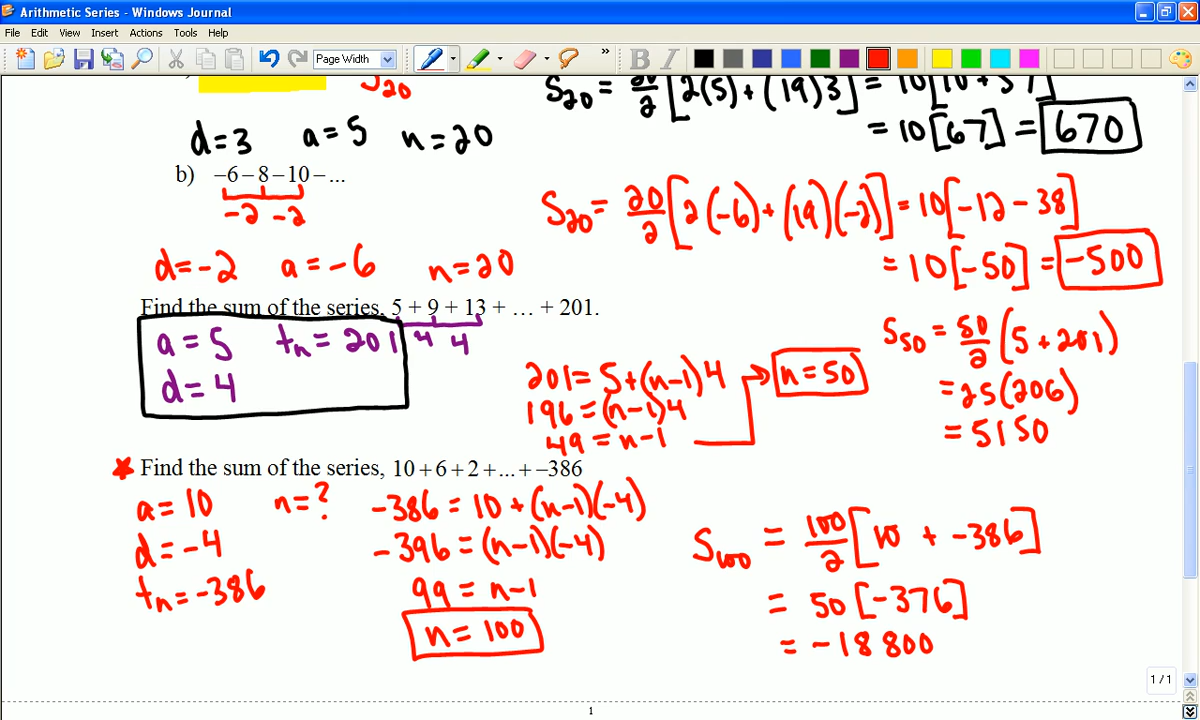 Arithmetic Series - Windows Journal
File Edit View Insert Actions Tools Help
Page Width
S₂₀
S₂₀ = 20/2 [2(5) + (19)3] = 10[10 + 57]
d = 3 a = 5 n = 20
= 10[67] = 670
b) −6 − 8 − 10 − ...
−2 −2
S₂₀ = 20/2 [2(−6) + (19)(−2)] = 10[−12 − 38]
= 10[−50] = −500
d = −2 a = −6 n = 20
Find the sum of the series, 5 + 9 + 13 + … + 201.
4 4
a = 5 tₙ = 201
d = 4
201 = 5 + (n−1)4
196 = (n−1)4
49 = n−1
n = 50
S₅₀ = 50/2 (5 + 201)
= 25(206)
= 5150
Find the sum of the series, 10 + 6 + 2 + ... + −386
a = 10 n = ?
d = −4
tₙ = −386
−386 = 10 + (n−1)(−4)
−396 = (n−1)(−4)
99 = n−1
n = 100
S₁₀₀ = 100/2 [10 + −386]
= 50[−376]
= −18 800
1 / 1
1